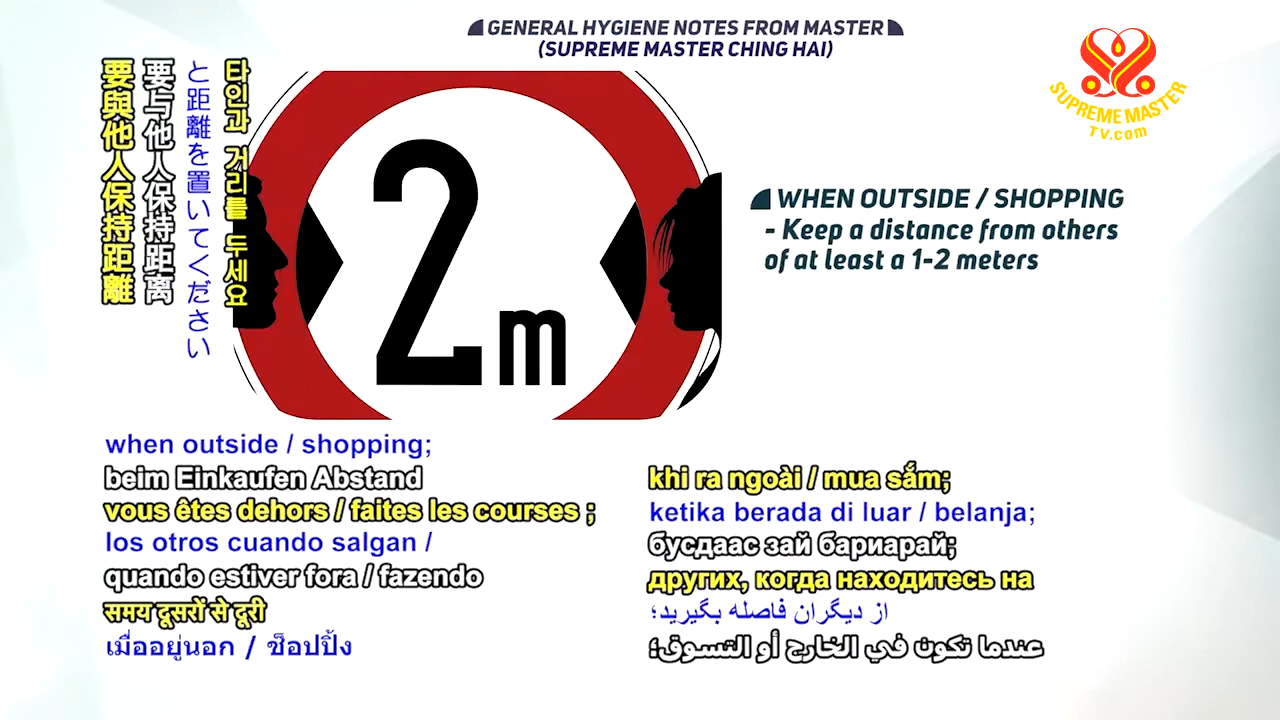 GENERAL HYGIENE NOTES FROM MASTER
(SUPREME MASTER CHING HAI)
SUPREME MASTER
TV.com
要與他人保持距離
要与他人保持距离
と距離を置いてください
타인과 거리를 두세요
2m
WHEN OUTSIDE / SHOPPING
- Keep a distance from others
of at least a 1-2 meters
when outside / shopping;
beim Einkaufen Abstand
vous êtes dehors / faites les courses ;
los otros cuando salgan /
quando estiver fora / fazendo
समय दूसरों से दूरी
เมื่ออยู่นอก / ช็อปปิ้ง
khi ra ngoài / mua sắm;
ketika berada di luar / belanja;
бусдаас зай бариарай;
других, когда находитесь на
از دیگران فاصله بگیرید؛
عندما تكون في الخارج أو التسوق؛